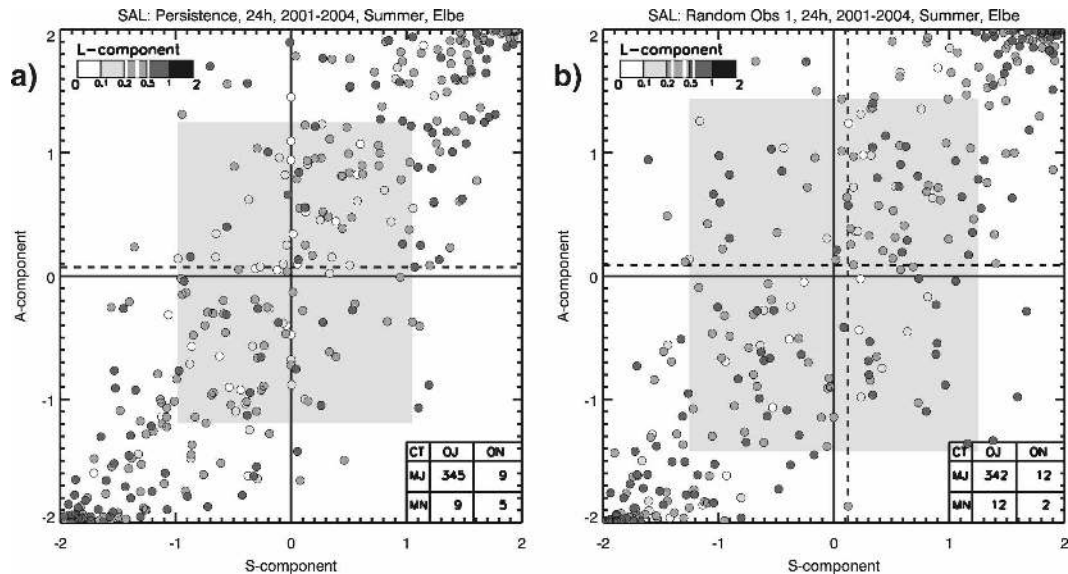 SAL: Persistence, 24h, 2001-2004, Summer, Elbe
a)
L-component
0 0.1 0.2 0.5 1 2
2
1
0
-1
-2
A-component
-2 -1 0 1 2
S-component
CT OJ ON
MJ 345 9
MN 9 5
SAL: Random Obs 1, 24h, 2001-2004, Summer, Elbe
b)
L-component
0 0.1 0.2 0.5 1 2
2
1
0
-1
-2
A-component
-2 -1 0 1 2
S-component
CT OJ ON
MJ 342 12
MN 12 2